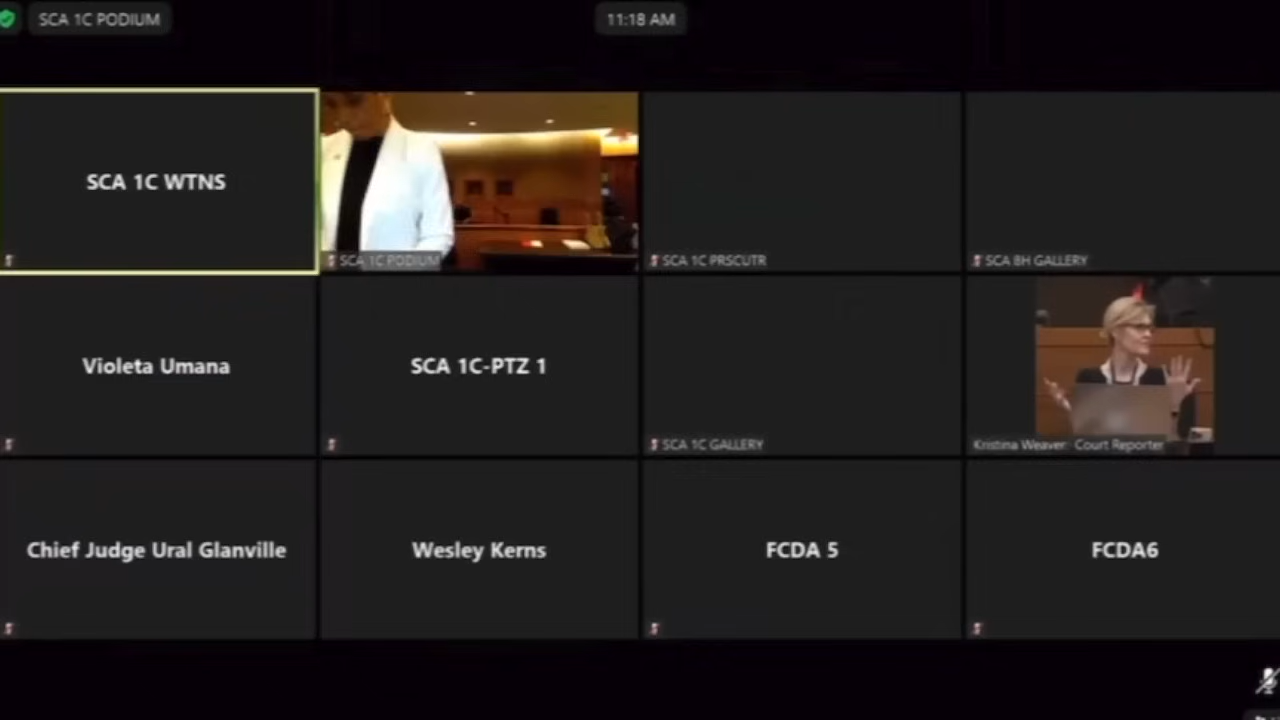 SCA 1C PODIUM
11:18 AM
SCA 1C WTNS
SCA 1C PODIUM
SCA 1C PRSCUTR
SCA 8H GALLERY
Violeta Umana
SCA 1C-PTZ 1
SCA 1C GALLERY
Kristina Weaver: Court Reporter
Chief Judge Ural Glanville
Wesley Kerns
FCDA 5
FCDA6